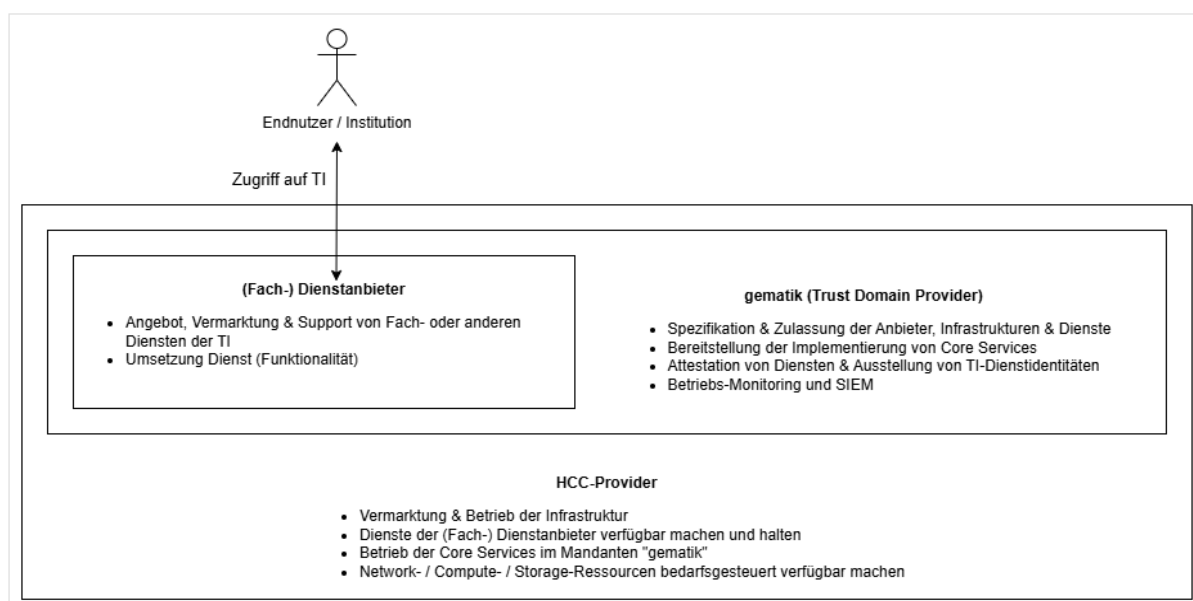 Endnutzer / Institution
Zugriff auf TI
(Fach-) Dienstanbieter
• Angebot, Vermarktung & Support von Fach- oder anderen
Diensten der TI
• Umsetzung Dienst (Funktionalität)
gematik (Trust Domain Provider)
• Spezifikation & Zulassung der Anbieter, Infrastrukturen & Dienste
• Bereitstellung der Implementierung von Core Services
• Attestation von Diensten & Ausstellung von TI-Dienstidentitäten
• Betriebs-Monitoring und SIEM
HCC-Provider
• Vermarktung & Betrieb der Infrastruktur
• Dienste der (Fach-) Dienstanbieter verfügbar machen und halten
• Betrieb der Core Services im Mandanten "gematik"
• Network- / Compute- / Storage-Ressourcen bedarfsgesteuert verfügbar machen